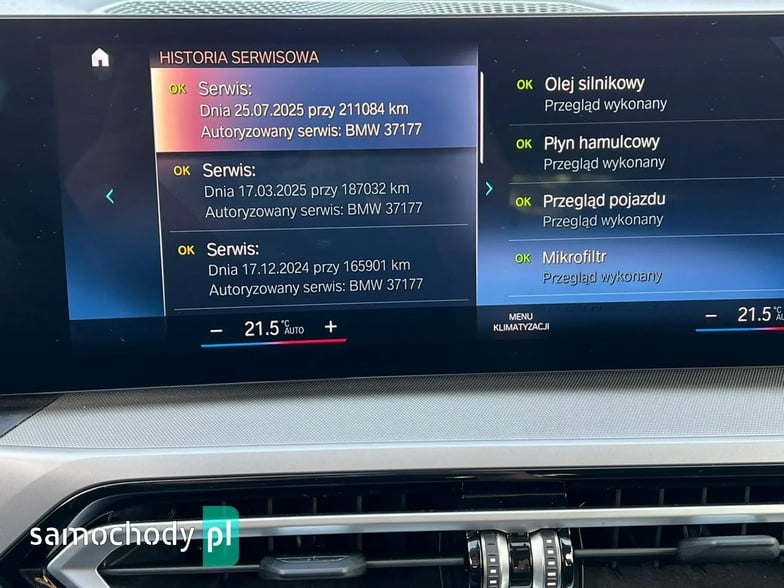 HISTORIA SERWISOWA
OK Serwis:
Dnia 25.07.2025 przy 211084 km
Autoryzowany serwis: BMW 37177
OK Serwis:
Dnia 17.03.2025 przy 187032 km
Autoryzowany serwis: BMW 37177
OK Serwis:
Dnia 17.12.2024 przy 165901 km
Autoryzowany serwis: BMW 37177
OK Olej silnikowy
Przegląd wykonany
OK Płyn hamulcowy
Przegląd wykonany
OK Przegląd pojazdu
Przegląd wykonany
OK Mikrofiltr
Przegląd wykonany
− 21.5 °C AUTO +
MENU
KLIMATYZACJI
− 21.5 °C
samochody pl